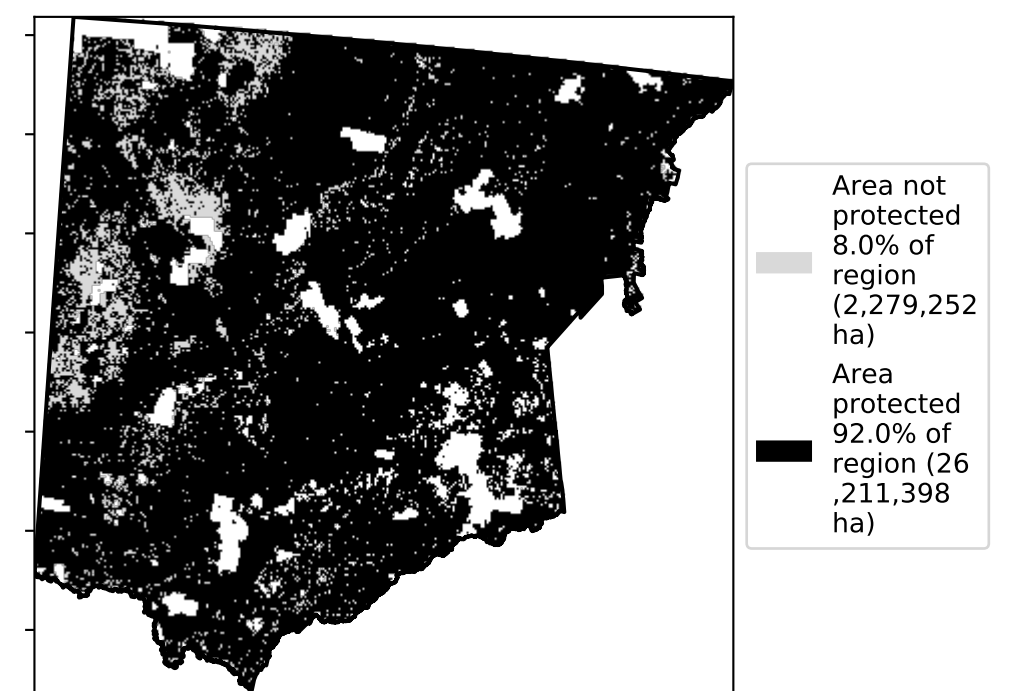 Area not
protected
8.0% of
region
(2,279,252
ha)
Area
protected
92.0% of
region (26
,211,398
ha)